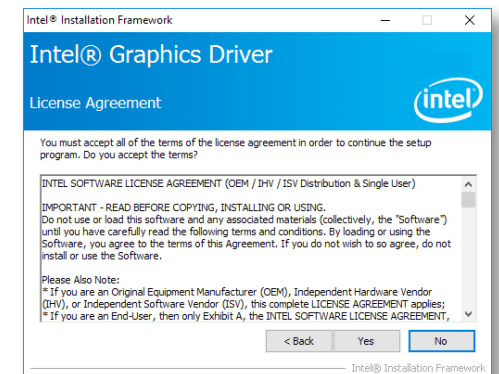 Intel® Installation Framework
Intel® Graphics Driver
License Agreement
intel
You must accept all of the terms of the license agreement in order to continue the setup
program. Do you accept the terms?
INTEL SOFTWARE LICENSE AGREEMENT (OEM / IHV / ISV Distribution & Single User)
IMPORTANT - READ BEFORE COPYING, INSTALLING OR USING.
Do not use or load this software and any associated materials (collectively, the "Software")
until you have carefully read the following terms and conditions. By loading or using the
Software, you agree to the terms of this Agreement. If you do not wish to so agree, do not
install or use the Software.
Please Also Note:
* If you are an Original Equipment Manufacturer (OEM), Independent Hardware Vendor
(IHV), or Independent Software Vendor (ISV), this complete LICENSE AGREEMENT applies;
* If you are an End-User, then only Exhibit A, the INTEL SOFTWARE LICENSE AGREEMENT,
< Back Yes No
Intel® Installation Framework